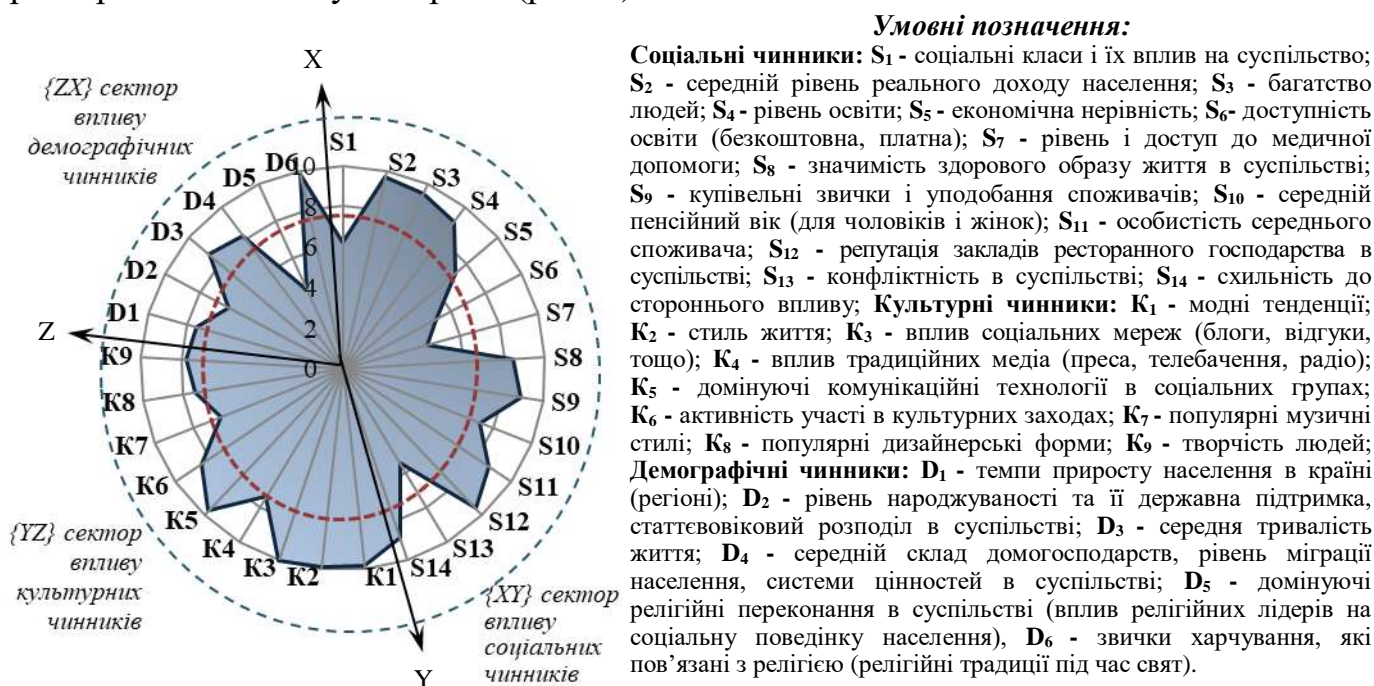 Умовні позначення:
Соціальні чинники: S1 - соціальні класи і їх вплив на суспільство;
S2 - середній рівень реального доходу населення; S3 - багатство
людей; S4 - рівень освіти; S5 - економічна нерівність; S6- доступність
освіти (безкоштовна, платна); S7 - рівень і доступ до медичної
допомоги; S8 - значимість здорового образу життя в суспільстві;
S9 - купівельні звички і уподобання споживачів; S10 - середній
пенсійний вік (для чоловіків і жінок); S11 - особистість середнього
споживача; S12 - репутація закладів ресторанного господарства в
суспільстві; S13 - конфліктність в суспільстві; S14 - схильність до
стороннього впливу; Культурні чинники: К1 - модні тенденції;
К2 - стиль життя; К3 - вплив соціальних мереж (блоги, відгуки,
тощо); К4 - вплив традиційних медіа (преса, телебачення, радіо);
К5 - домінуючі комунікаційні технології в соціальних групах;
К6 - активність участі в культурних заходах; К7 - популярні музичні
стилі; К8 - популярні дизайнерські форми; К9 - творчість людей;
Демографічні чинники: D1 - темпи приросту населення в країні
(регіоні); D2 - рівень народжуваності та її державна підтримка,
статтєвовіковий розподіл в суспільстві; D3 - середня тривалість
життя; D4 - середній склад домогосподарств, рівень міграції
населення, системи цінностей в суспільстві; D5 - домінуючі
релігійні переконання в суспільстві (вплив релігійних лідерів на
соціальну поведінку населення), D6 - звички харчування, які
пов'язані з релігією (релігійні традиції під час свят).
X
{ZX} сектор
впливу
демографічних
чинників
S1
S2
S3
S4
S5
S6
S7
S8
S9
S10
S11
S12
S13
S14
К1
К2
К3
К4
К5
К6
К7
К8
К9
D1
D2
D3
D4
D5
D6
10
8
6
4
2
0
Z
{YZ} сектор
впливу
культурних
чинників
{XY} сектор
впливу
соціальних
чинників
Y